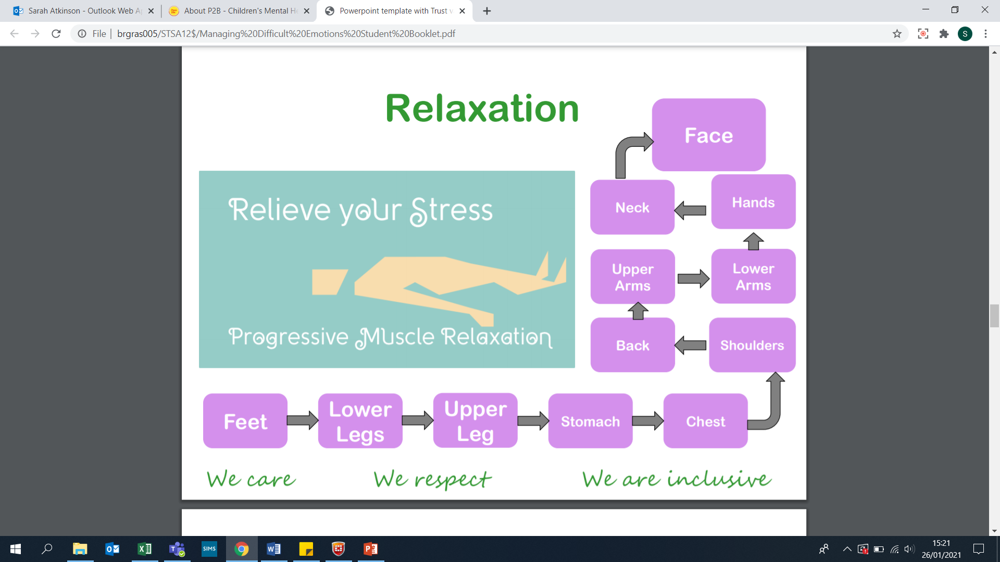 Sarah Atkinson - Outlook Web Ap
About P2B - Children's Mental He
Powerpoint template with Trust v
File
brgras005/STSA12$/Managing%20Difficult%20Emotions%20Student%20Booklet.pdf
S
Relaxation
Face
Relieve your Stress
Neck
Hands
Upper
Arms
Lower
Arms
Progressive Muscle Relaxation
Back
Shoulders
Feet
Lower
Legs
Upper
Leg
Stomach
Chest
We care
We respect
We are inclusive
SIMS
15:21
26/01/2021